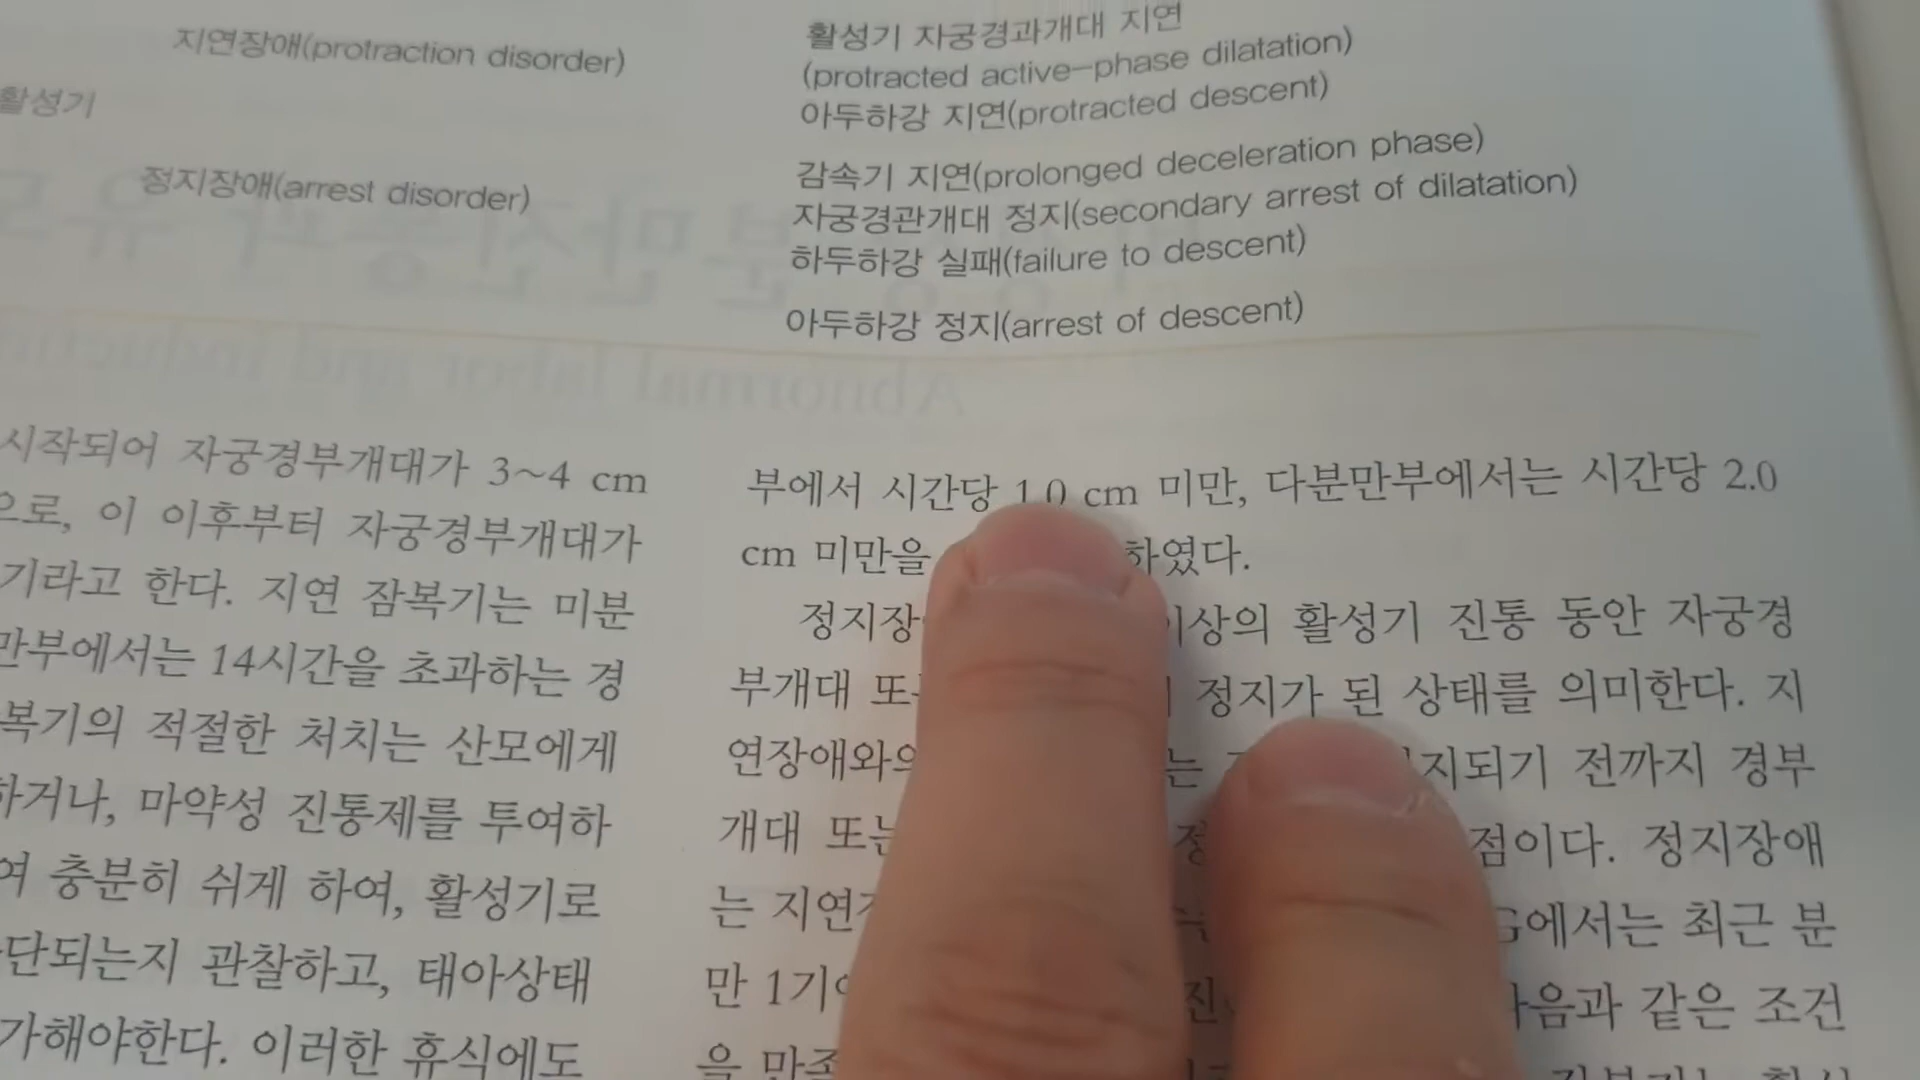 지연장애(protraction disorder)
활성기 자궁경과개대 지연
(protracted active-phase dilatation)
아두하강 지연(protracted descent)
활성기
정지장애(arrest disorder)
감속기 지연(prolonged deceleration phase)
자궁경관개대 정지(secondary arrest of dilatation)
하두하강 실패(failure to descent)
아두하강 정지(arrest of descent)
시작되어 자궁경부개대가 3~4 cm
으로, 이 이후부터 자궁경부개대가
기라고 한다. 지연 잠복기는 미분
만부에서는 14시간을 초과하는 경
복기의 적절한 처치는 산모에게
하거나, 마약성 진통제를 투여하
여 충분히 쉬게 하여, 활성기로
단되는지 관찰하고, 태아상태
가해야한다. 이러한 휴식에도
부에서 시간당 1.0 cm 미만, 다분만부에서는 시간당 2.0
cm 미만을 하였다.
정지장 이상의 활성기 진통 동안 자궁경
부개대 또 정지가 된 상태를 의미한다. 지
연장애와의 는 지되기 전까지 경부
개대 또는 정 점이다. 정지장애
는 지연 에서는 최근 분
만 1기 진 다음과 같은 조건
을 만족